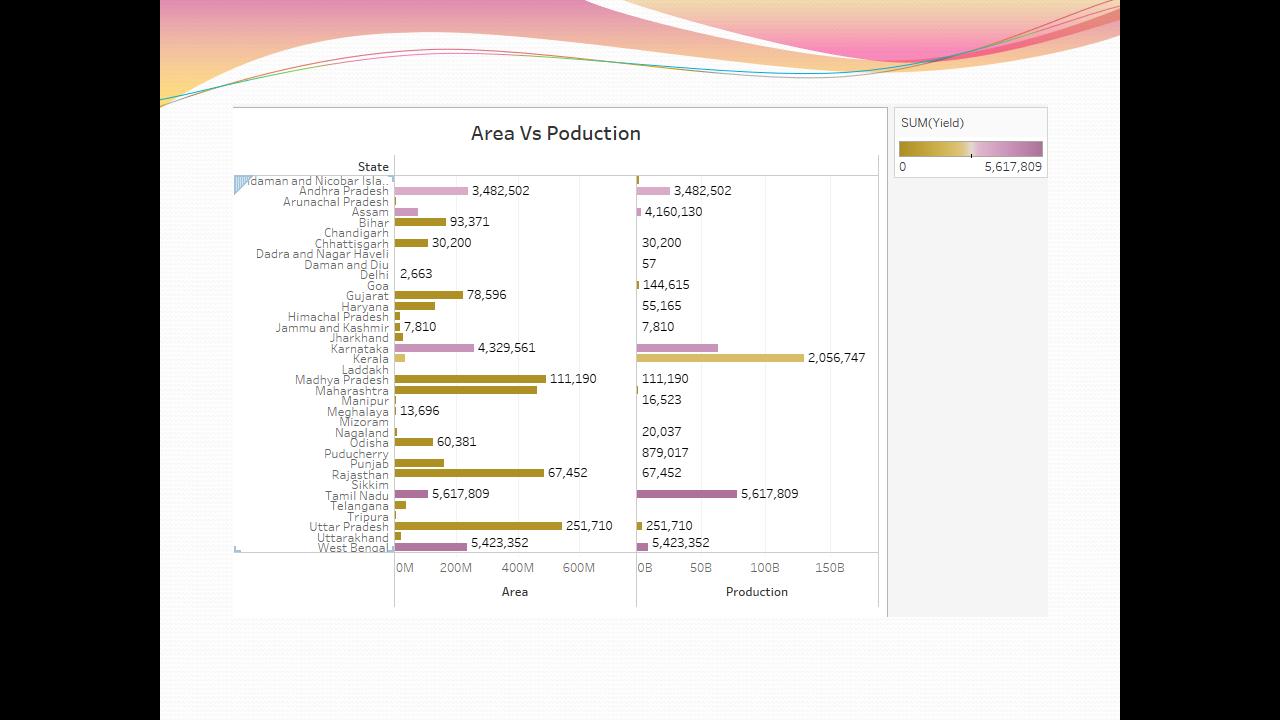 Area Vs Poduction
SUM(Yield)
0 5,617,809
State
ndaman and Nicobar Isla..
Andhra Pradesh 3,482,502 3,482,502
Arunachal Pradesh
Assam 4,160,130
Bihar 93,371
Chandigarh
Chhattisgarh 30,200 30,200
Dadra and Nagar Haveli
Daman and Diu 57
Delhi 2,663
Goa 144,615
Gujarat 78,596
Haryana 55,165
Himachal Pradesh
Jammu and Kashmir 7,810 7,810
Jharkhand
Karnataka 4,329,561
Kerala 2,056,747
Laddakh
Madhya Pradesh 111,190 111,190
Maharashtra
Manipur 16,523
Meghalaya 13,696
Mizoram
Nagaland 20,037
Odisha 60,381
Puducherry 879,017
Punjab
Rajasthan 67,452 67,452
Sikkim
Tamil Nadu 5,617,809 5,617,809
Telangana
Tripura
Uttar Pradesh 251,710 251,710
Uttarakhand
West Bengal 5,423,352 5,423,352
0M 200M 400M 600M 0B 50B 100B 150B
Area Production